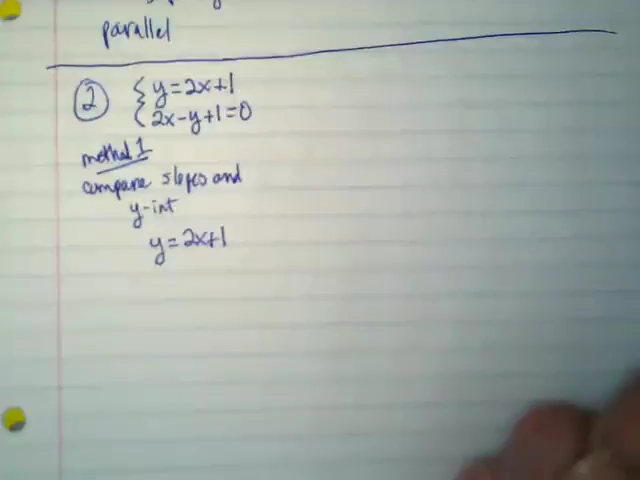 parallel
2 { y=2x+1
2x-y+1=0
method 1
compare slopes and
y-int
y=2x+1